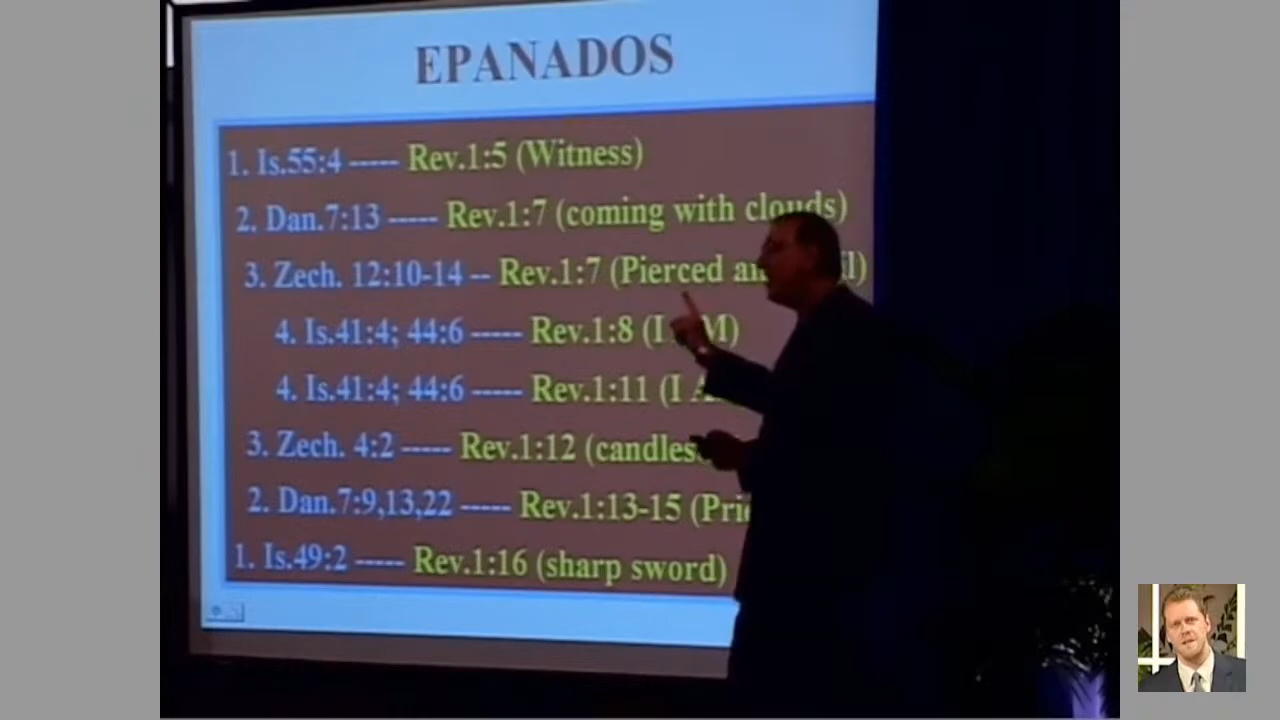 EPANADOS
1. Is.55:4 ----- Rev.1:5 (Witness)
2. Dan.7:13 ----- Rev.1:7 (coming with clouds)
3. Zech. 12:10-14 -- Rev.1:7 (Pierced
4. Is.41:4; 44:6 ----- Rev.1:8 (I
4. Is.41:4; 44:6 ----- Rev.1:11 (I
3. Zech. 4:2 ----- Rev.1:12
2. Dan.7:9,13,22 ----- Rev.1:13-15
1. Is.49:2 ----- Rev.1:16 (sharp sword)